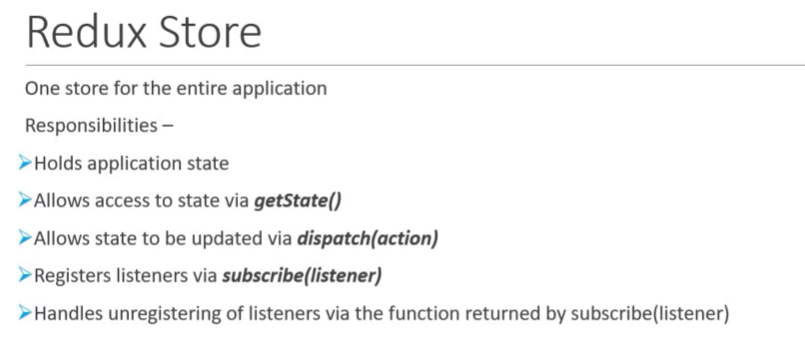 Redux Store
One store for the entire application
Responsibilities –
➢Holds application state
➢Allows access to state via getState()
➢Allows state to be updated via dispatch(action)
➢Registers listeners via subscribe(listener)
➢Handles unregistering of listeners via the function returned by subscribe(listener)